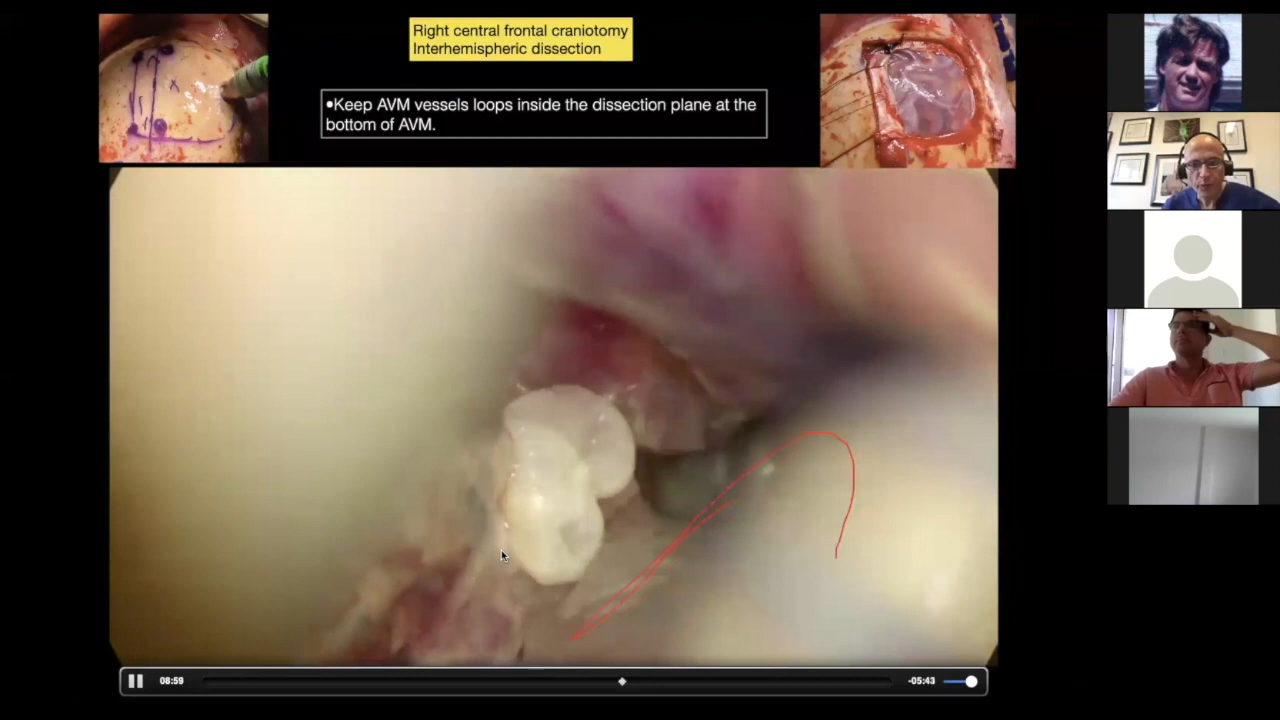 Right central frontal craniotomy
Interhemispheric dissection
•Keep AVM vessels loops inside the dissection plane at the
bottom of AVM.
x
08:59
-05:43